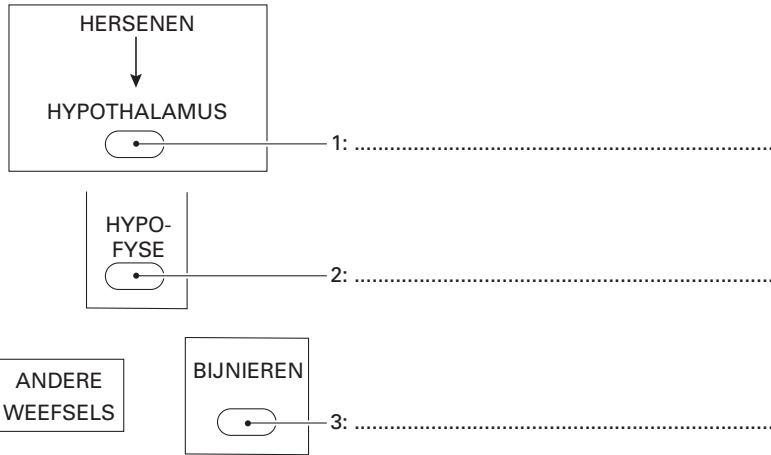 HERSENEN
HYPOTHALAMUS
1: ....................................................................................
HYPO-
FYSE
2: ....................................................................................
ANDERE
WEEFSELS
BIJNIEREN
3: ....................................................................................